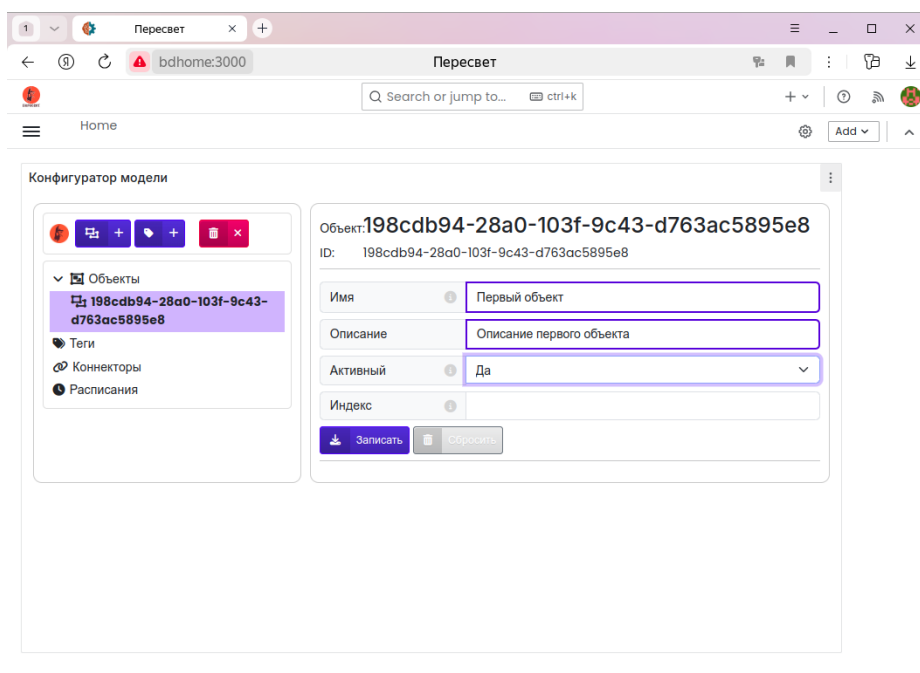 1
Пересвет
bdhome:3000
Пересвет
Search or jump to...
ctrl+k
Home
Add
Конфигуратор модели
Объекты
198cdb94-28a0-103f-9c43-
d763ac5895e8
Теги
Коннекторы
Расписания
Объект:198cdb94-28a0-103f-9c43-d763ac5895e8
ID: 198cdb94-28a0-103f-9c43-d763ac5895e8
Имя
Первый объект
Описание
Описание первого объекта
Активный
Да
Индекс
Записать
Сбросить